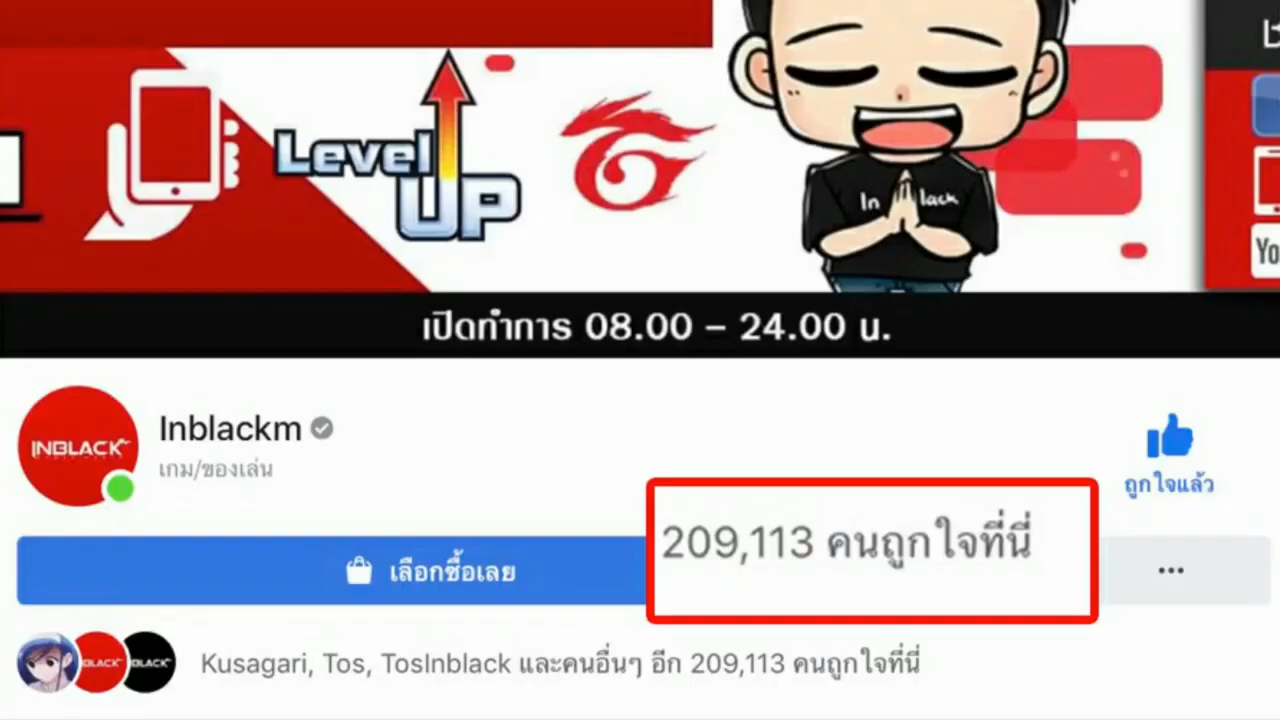 Level
UP
In lack
เปิดทำการ 08.00 – 24.00 น.
INBLACK
Inblackm
เกม/ของเล่น
ถูกใจแล้ว
209,113 คนถูกใจที่นี่
เลือกซื้อเลย
BLACK
BLACK
Kusagari, Tos, TosInblack และคนอื่นๆ อีก 209,113 คนถูกใจที่นี่